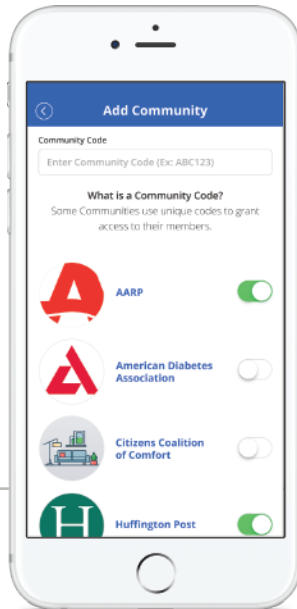 Add Community
Community Code
Enter Community Code (Ex: ABC123)
What is a Community Code?
Some Communities use unique codes to grant
access to their members.
AARP
American Diabetes
Association
Citizens Coalition
of Comfort
H
Huffington Post